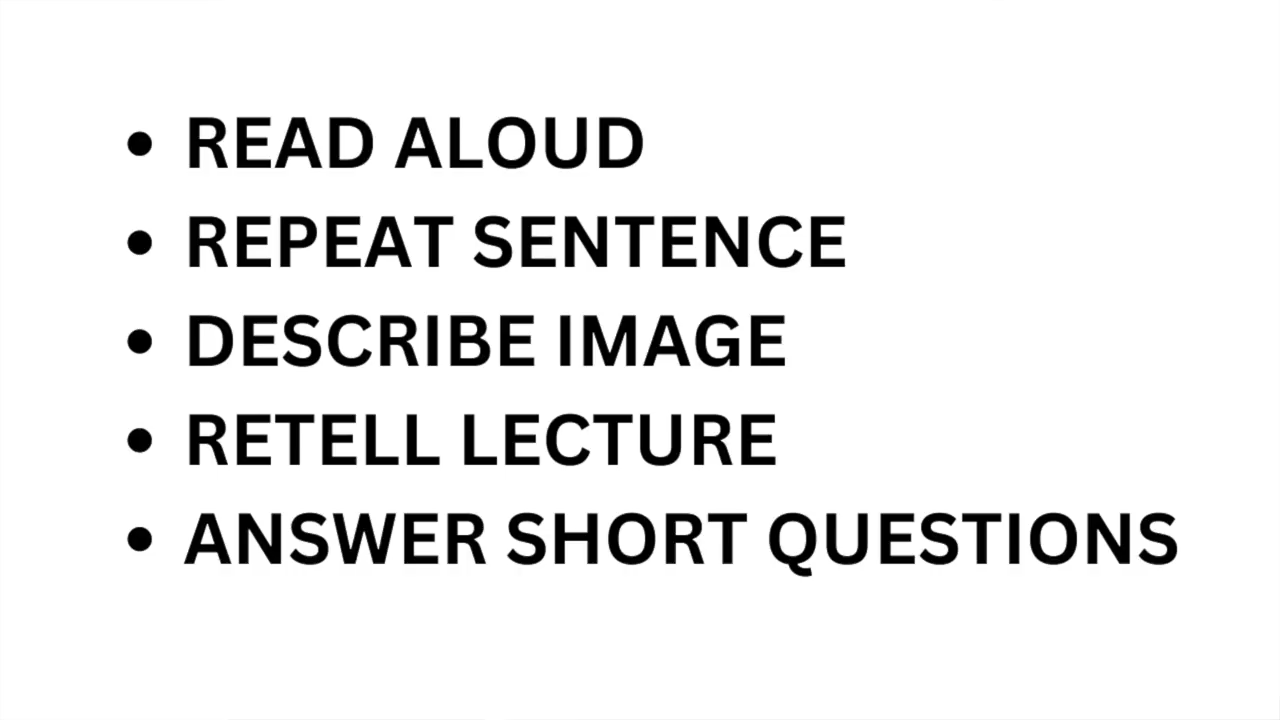 • READ ALOUD
• REPEAT SENTENCE
• DESCRIBE IMAGE
• RETELL LECTURE
• ANSWER SHORT QUESTIONS